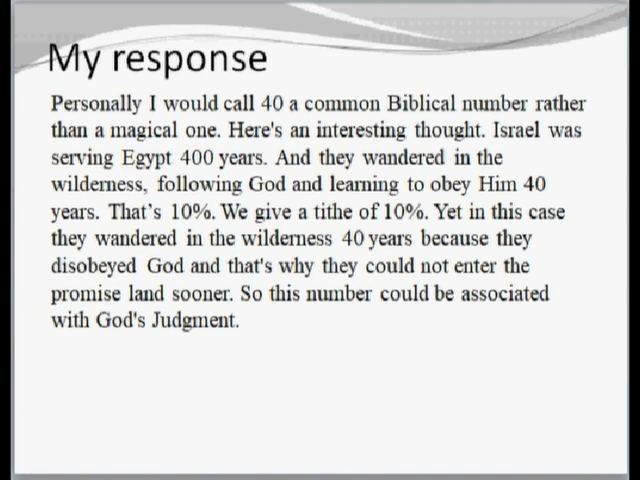 My response
Personally I would call 40 a common Biblical number rather
than a magical one. Here's an interesting thought. Israel was
serving Egypt 400 years. And they wandered in the
wilderness, following God and learning to obey Him 40
years. That’s 10%. We give a tithe of 10%. Yet in this case
they wandered in the wilderness 40 years because they
disobeyed God and that's why they could not enter the
promise land sooner. So this number could be associated
with God's Judgment.